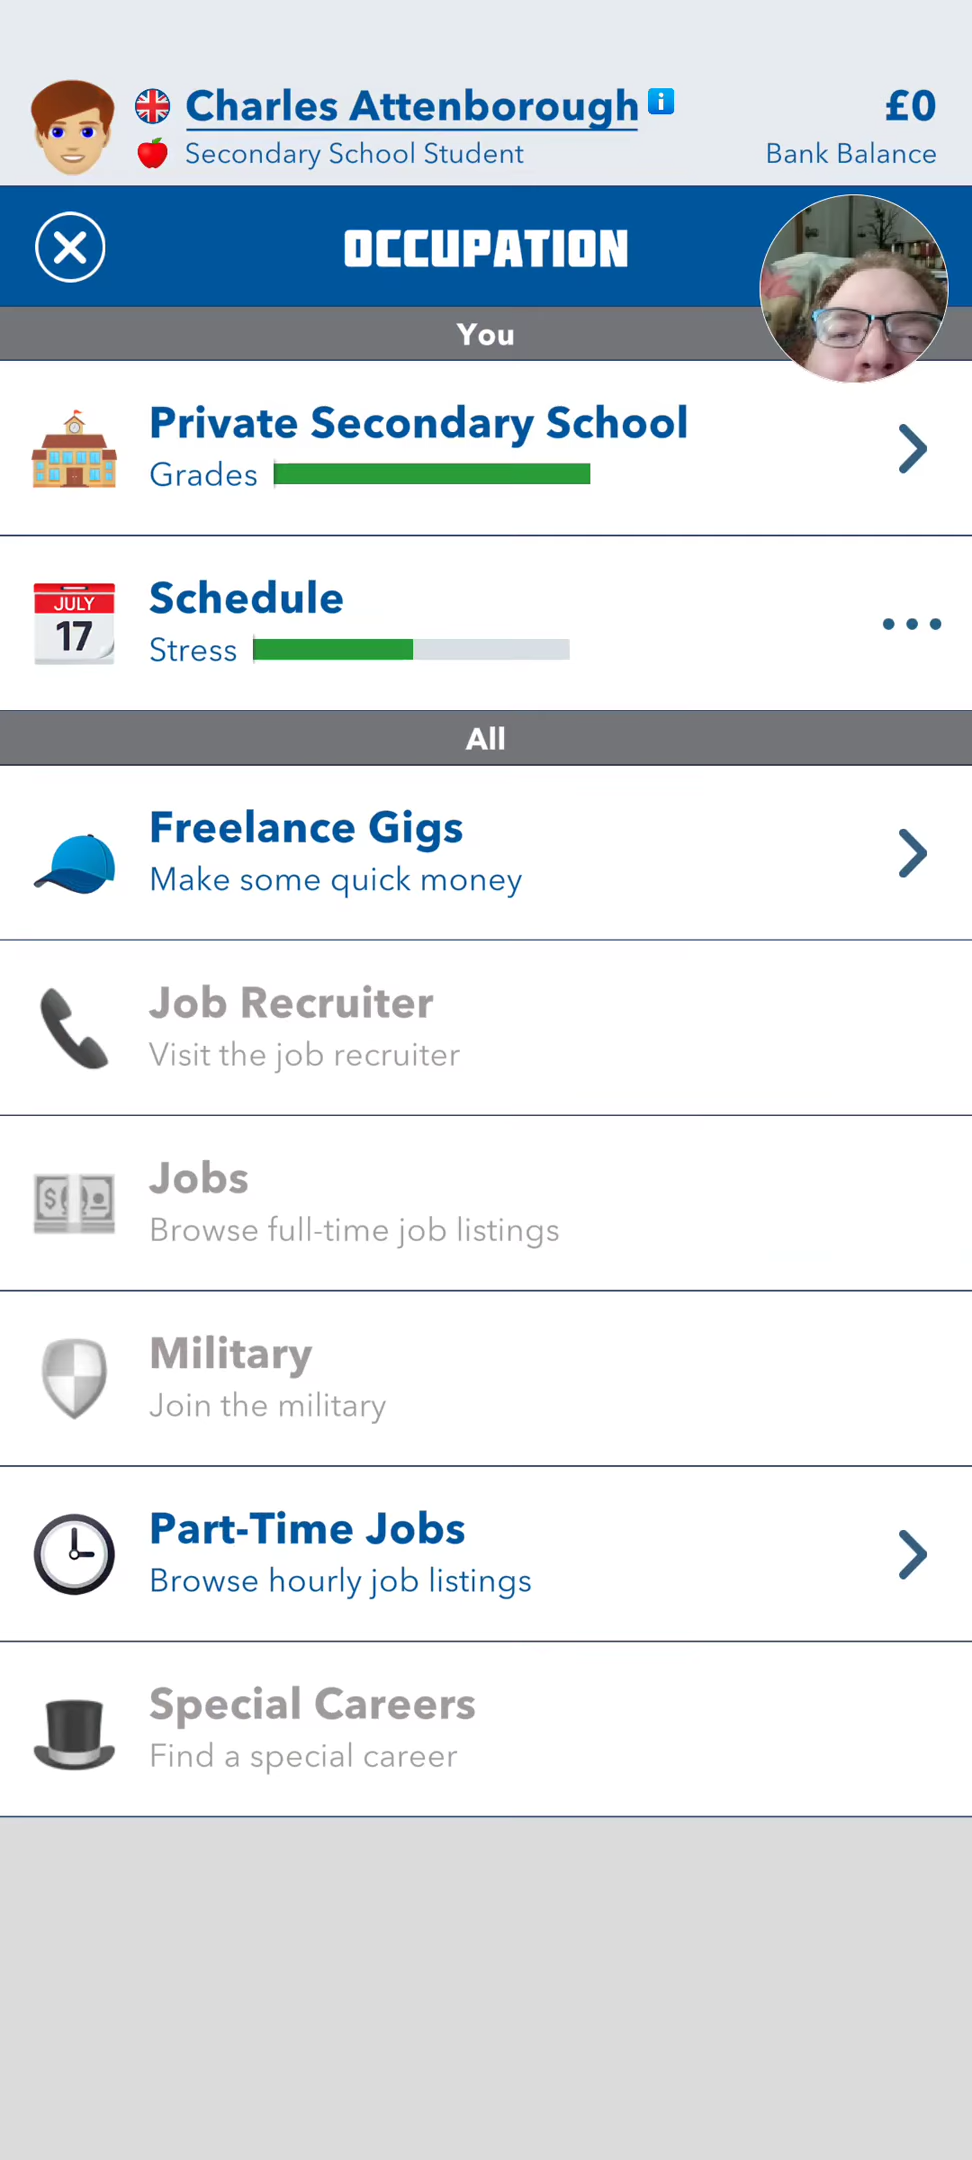 Charles Attenborough i
£0
Secondary School Student
Bank Balance
OCCUPATION
You
Private Secondary School
Grades
JULY
17
Schedule
Stress
All
Freelance Gigs
Make some quick money
Job Recruiter
Visit the job recruiter
Jobs
Browse full-time job listings
Military
Join the military
Part-Time Jobs
Browse hourly job listings
Special Careers
Find a special career